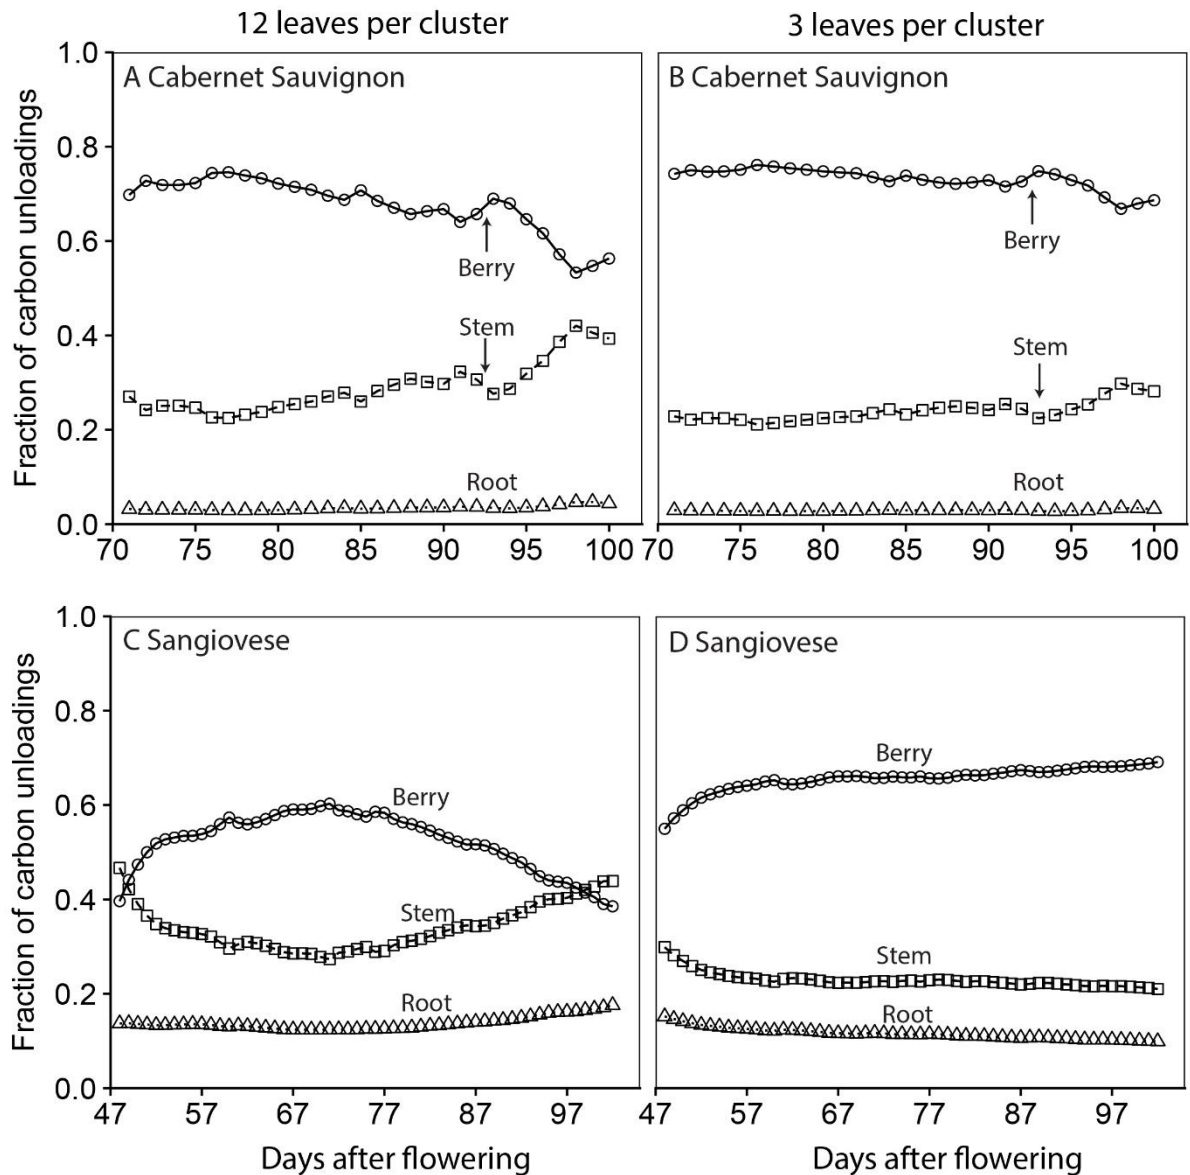 12 leaves per cluster
3 leaves per cluster
Fraction of carbon unloadings
1.0
0.8
0.6
0.4
0.2
0.0
A Cabernet Sauvignon
Berry
Stem
Root
70 75 80 85 90 95 100
B Cabernet Sauvignon
Berry
Stem
Root
70 75 80 85 90 95 100
Fraction of carbon unloadings
1.0
0.8
0.6
0.4
0.2
0.0
C Sangiovese
Berry
Stem
Root
47 57 67 77 87 97
Days after flowering
D Sangiovese
Berry
Stem
Root
47 57 67 77 87 97
Days after flowering